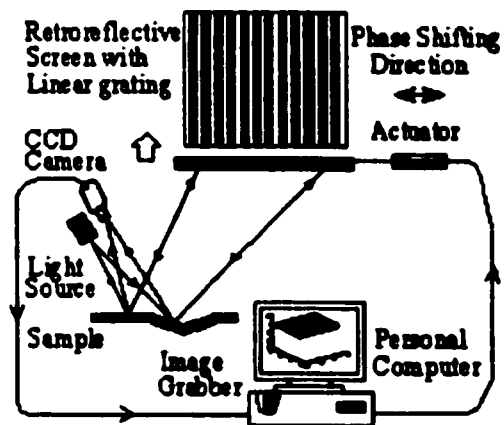 Retroreflective
Screen with
Linear grating
Phase Shifting
Direction
Actuator
CCD
Camera
Light
Source
Sample
Image
Grabber
Personal
Computer